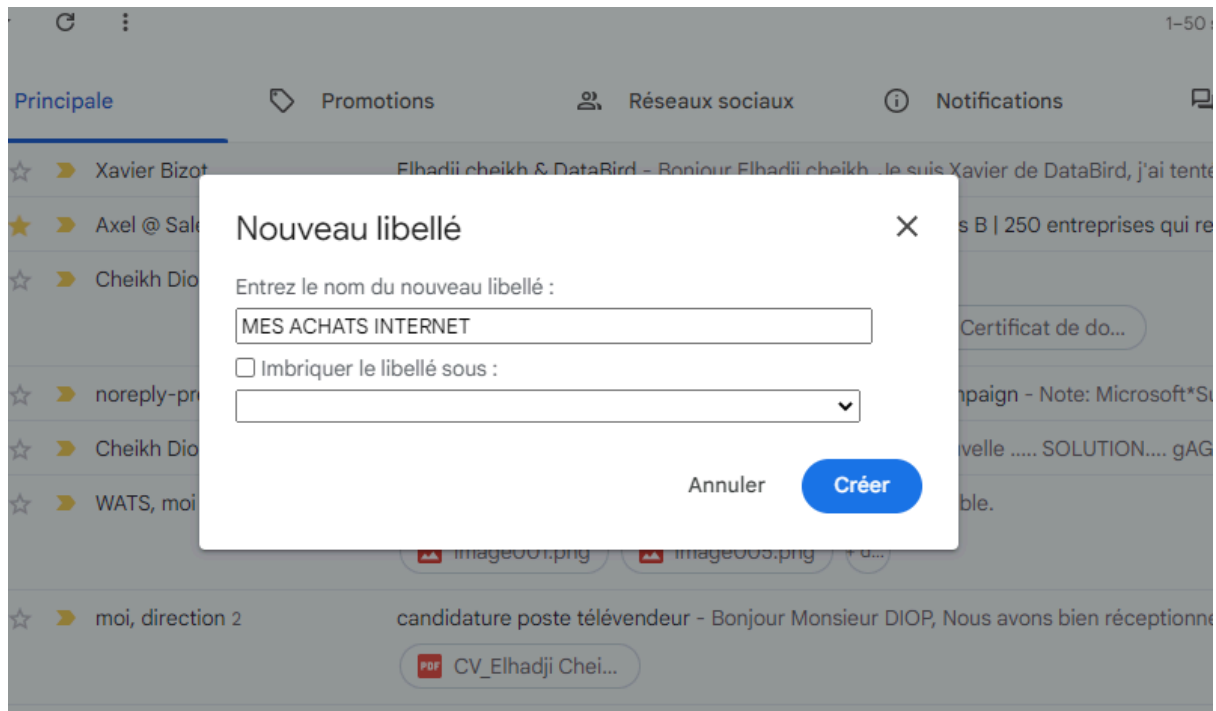 1–50
Principale Promotions Réseaux sociaux Notifications
Xavier Bizot Elhadji cheikh & DataBird - Bonjour Elhadji cheikh, Je suis Xavier de DataBird, j'ai tenté
Axel @ Sale s B | 250 entreprises qui re
Nouveau libellé
Cheikh Dio
Entrez le nom du nouveau libellé :
MES ACHATS INTERNET
Certificat de do...
Imbriquer le libellé sous :
noreply-pr paign - Note: Microsoft*Su
Cheikh Dio velle ..... SOLUTION.... gAG
Annuler Créer
WATS, moi ble.
image001.png image005.png
moi, direction 2 candidature poste télévendeur - Bonjour Monsieur DIOP, Nous avons bien réceptionné
PDF CV_Elhadji Chei...